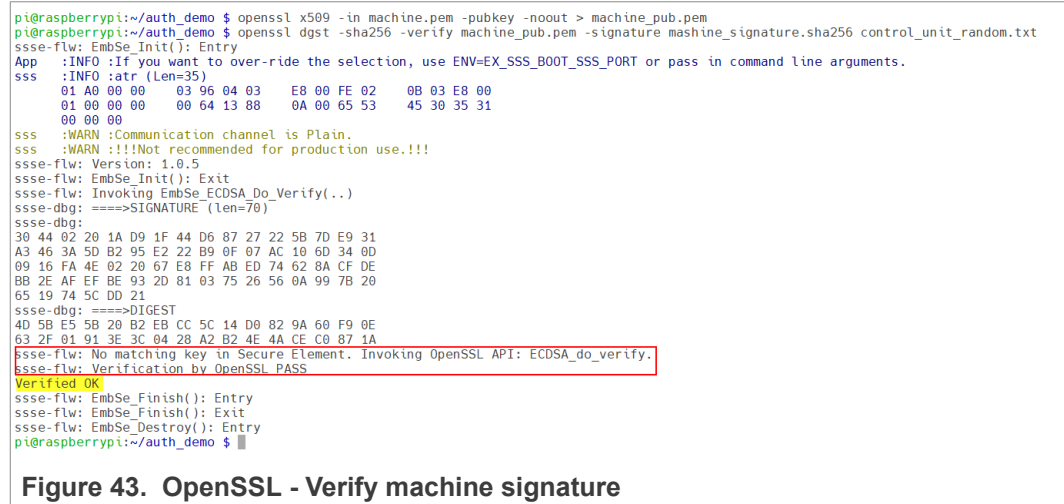 pi@raspberrypi:~/auth_demo $ openssl x509 -in machine.pem -pubkey -noout > machine_pub.pem
pi@raspberrypi:~/auth_demo $ openssl dgst -sha256 -verify machine_pub.pem -signature mashine_signature.sha256 control_unit_random.txt
ssse-flw: EmbSe_Init(): Entry
App   :INFO :If you want to over-ride the selection, use ENV=EX_SSS_BOOT_SSS_PORT or pass in command line arguments.
sss   :INFO :atr (Len=35)
01 A0 00 00    03 96 04 03    E8 00 FE 02    0B 03 E8 00
01 00 00 00    00 64 13 88    0A 00 65 53    45 30 35 31
00 00 00
sss   :WARN :Communication channel is Plain.
sss   :WARN :!!!Not recommended for production use.!!!
ssse-flw: Version: 1.0.5
ssse-flw: EmbSe_Init(): Exit
ssse-flw: Invoking EmbSe_ECDSA_Do_Verify(..)
ssse-dbg: ====>SIGNATURE (len=70)
ssse-dbg:
30 44 02 20 1A D9 1F 44 D6 87 27 22 5B 7D E9 31
A3 46 3A 5D B2 95 E2 22 B9 0F 07 AC 10 6D 34 0D
09 16 FA 4E 02 20 67 E8 FF AB ED 74 62 8A CF DE
BB 2E AF EF BE 93 2D 81 03 75 26 56 0A 99 7B 20
65 19 74 5C DD 21
ssse-dbg: ====>DIGEST
4D 5B E5 5B 20 B2 EB CC 5C 14 D0 82 9A 60 F9 0E
63 2F 01 91 3E 3C 04 28 A2 B2 4E 4A CE C0 87 1A
ssse-flw: No matching key in Secure Element. Invoking OpenSSL API: ECDSA_do_verify.
ssse-flw: Verification by OpenSSL PASS
Verified OK
ssse-flw: EmbSe_Finish(): Entry
ssse-flw: EmbSe_Finish(): Exit
ssse-flw: EmbSe_Destroy(): Entry
pi@raspberrypi:~/auth_demo $
Figure 43. OpenSSL - Verify machine signature